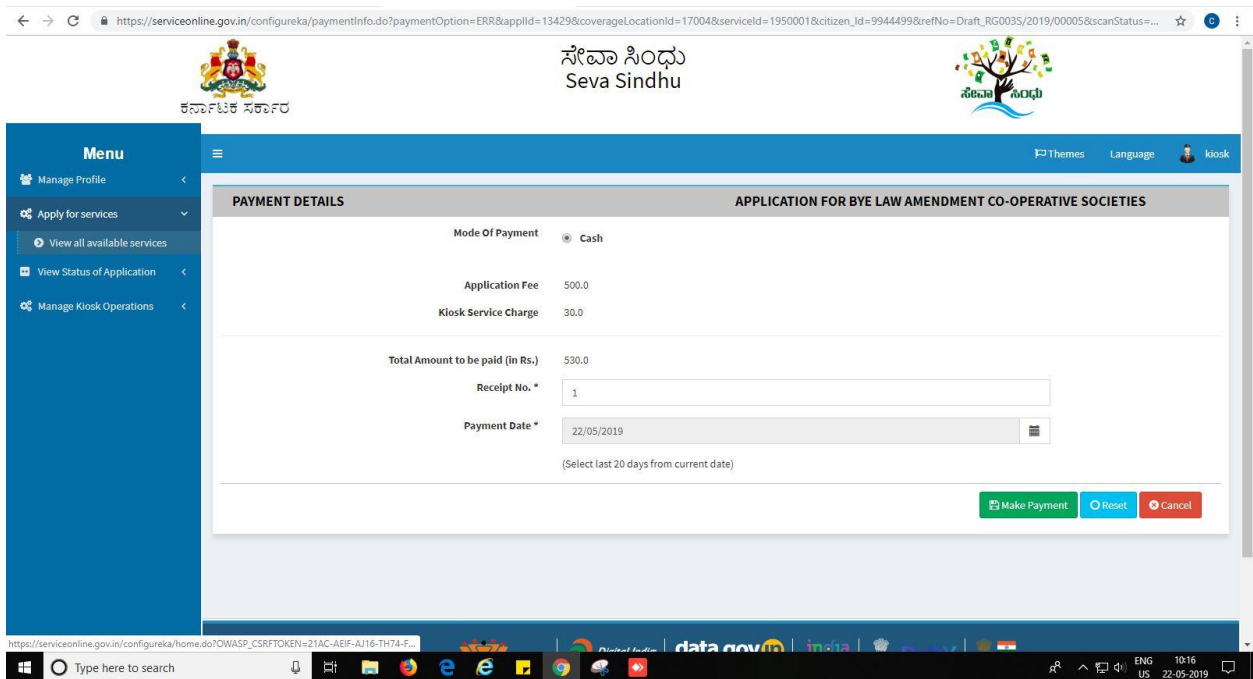 https://serviceonline.gov.in/configureka/paymentInfo.do?paymentOption=ERR&applId=13429&coverageLocationId=17004&serviceId=1950001&citizen_Id=9944499&refNo=Draft_RG003S/2019/00005&scanStatus=...
C
ಕರ್ನಾಟಕ ಸರ್ಕಾರ
ಸೇವಾ ಸಿಂಧು
Seva Sindhu
ಸೇವಾ ಸಿಂಧು
Menu
Themes Language kiosk
Manage Profile
Apply for services
View all available services
View Status of Application
Manage Kiosk Operations
PAYMENT DETAILS APPLICATION FOR BYE LAW AMENDMENT CO-OPERATIVE SOCIETIES
Mode Of Payment Cash
Application Fee 500.0
Kiosk Service Charge 30.0
Total Amount to be paid (in Rs.) 530.0
Receipt No. * 1
Payment Date * 22/05/2019
(Select last 20 days from current date)
Make Payment Reset Cancel
https://serviceonline.gov.in/configureka/home.do?OWASP_CSRFTOKEN=21AC-AEIF-AJ16-TH74-F...
Digital India data.gov in india
Type here to search
ENG 10:16
US 22-05-2019